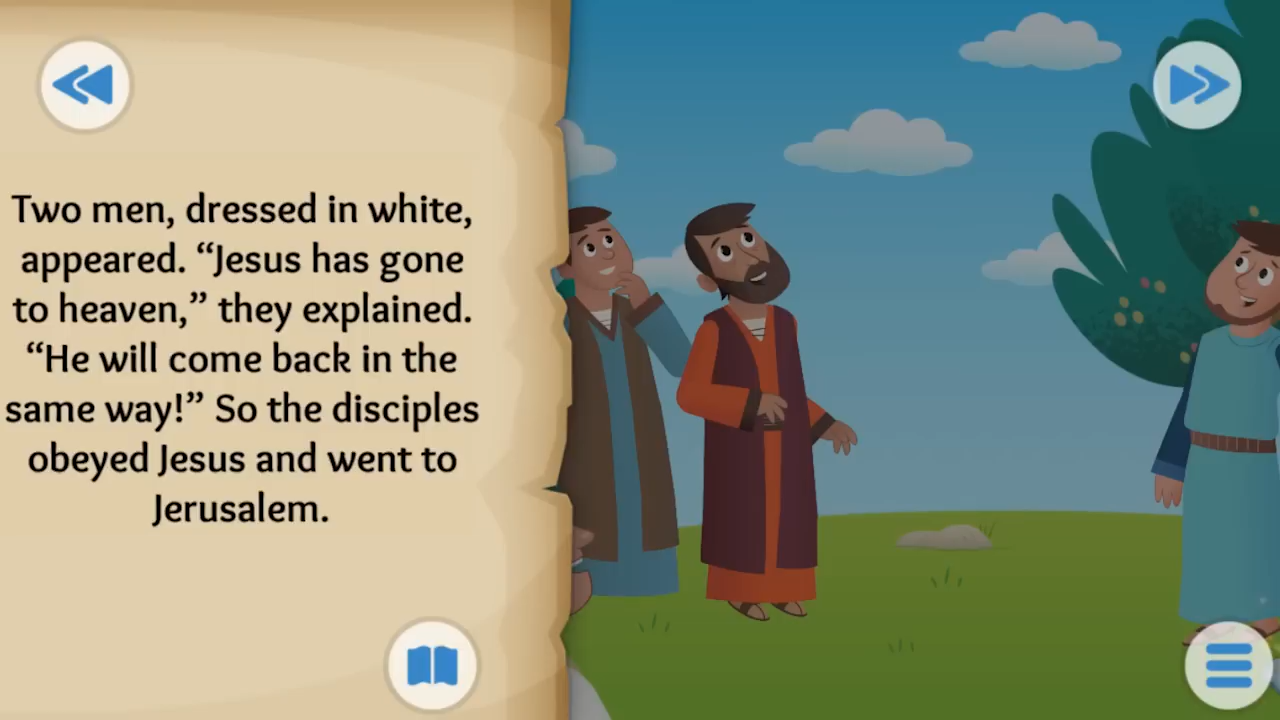 Two men, dressed in white,
appeared. “Jesus has gone
to heaven,” they explained.
“He will come back in the
same way!” So the disciples
obeyed Jesus and went to
Jerusalem.